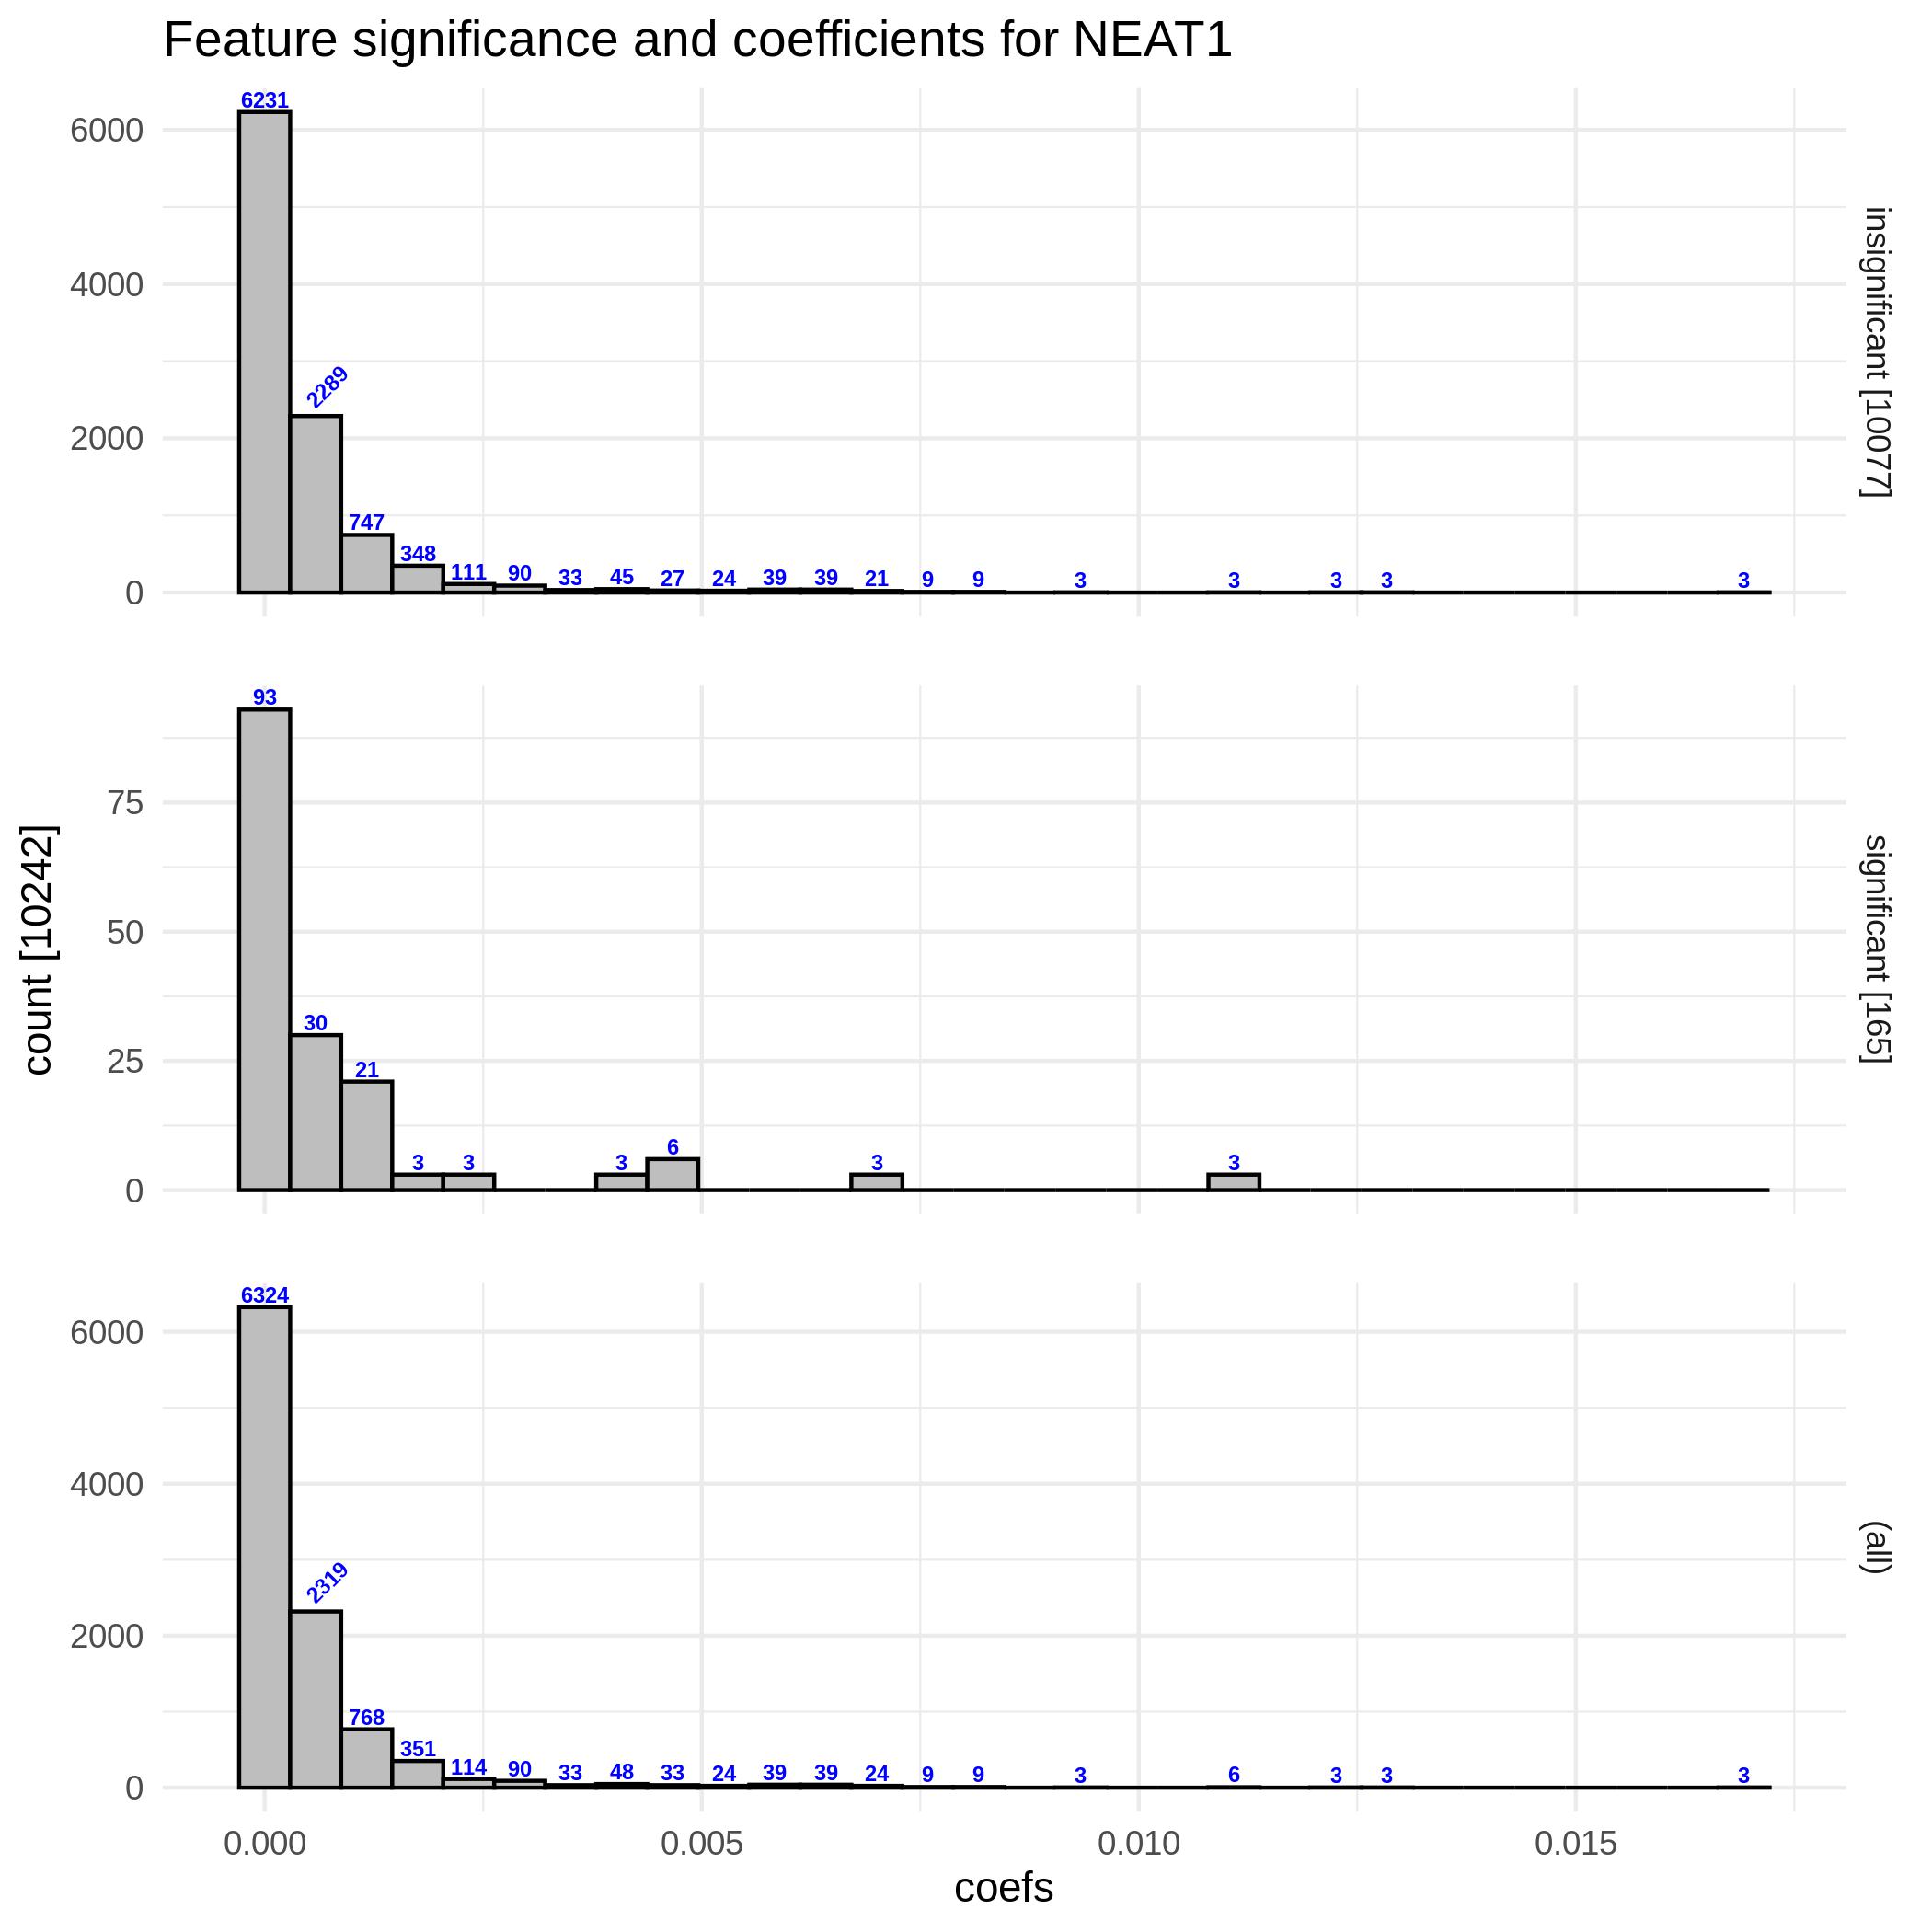 Feature significance and coefficients for NEAT1
6231
6000
4000
2289
2000
747
348
111 90 33 45 27 24 39 39 21 9 9 3 3 3 3 3
0
insignificant [10077]
93
75
50
30
25
21
3 3 3 6 3 3
0
significant [165]
count [10242]
6324
6000
4000
2319
2000
768
351
114 90 33 48 33 24 39 39 24 9 9 3 6 3 3 3
0
(all)
0.000 0.005 0.010 0.015
coefs